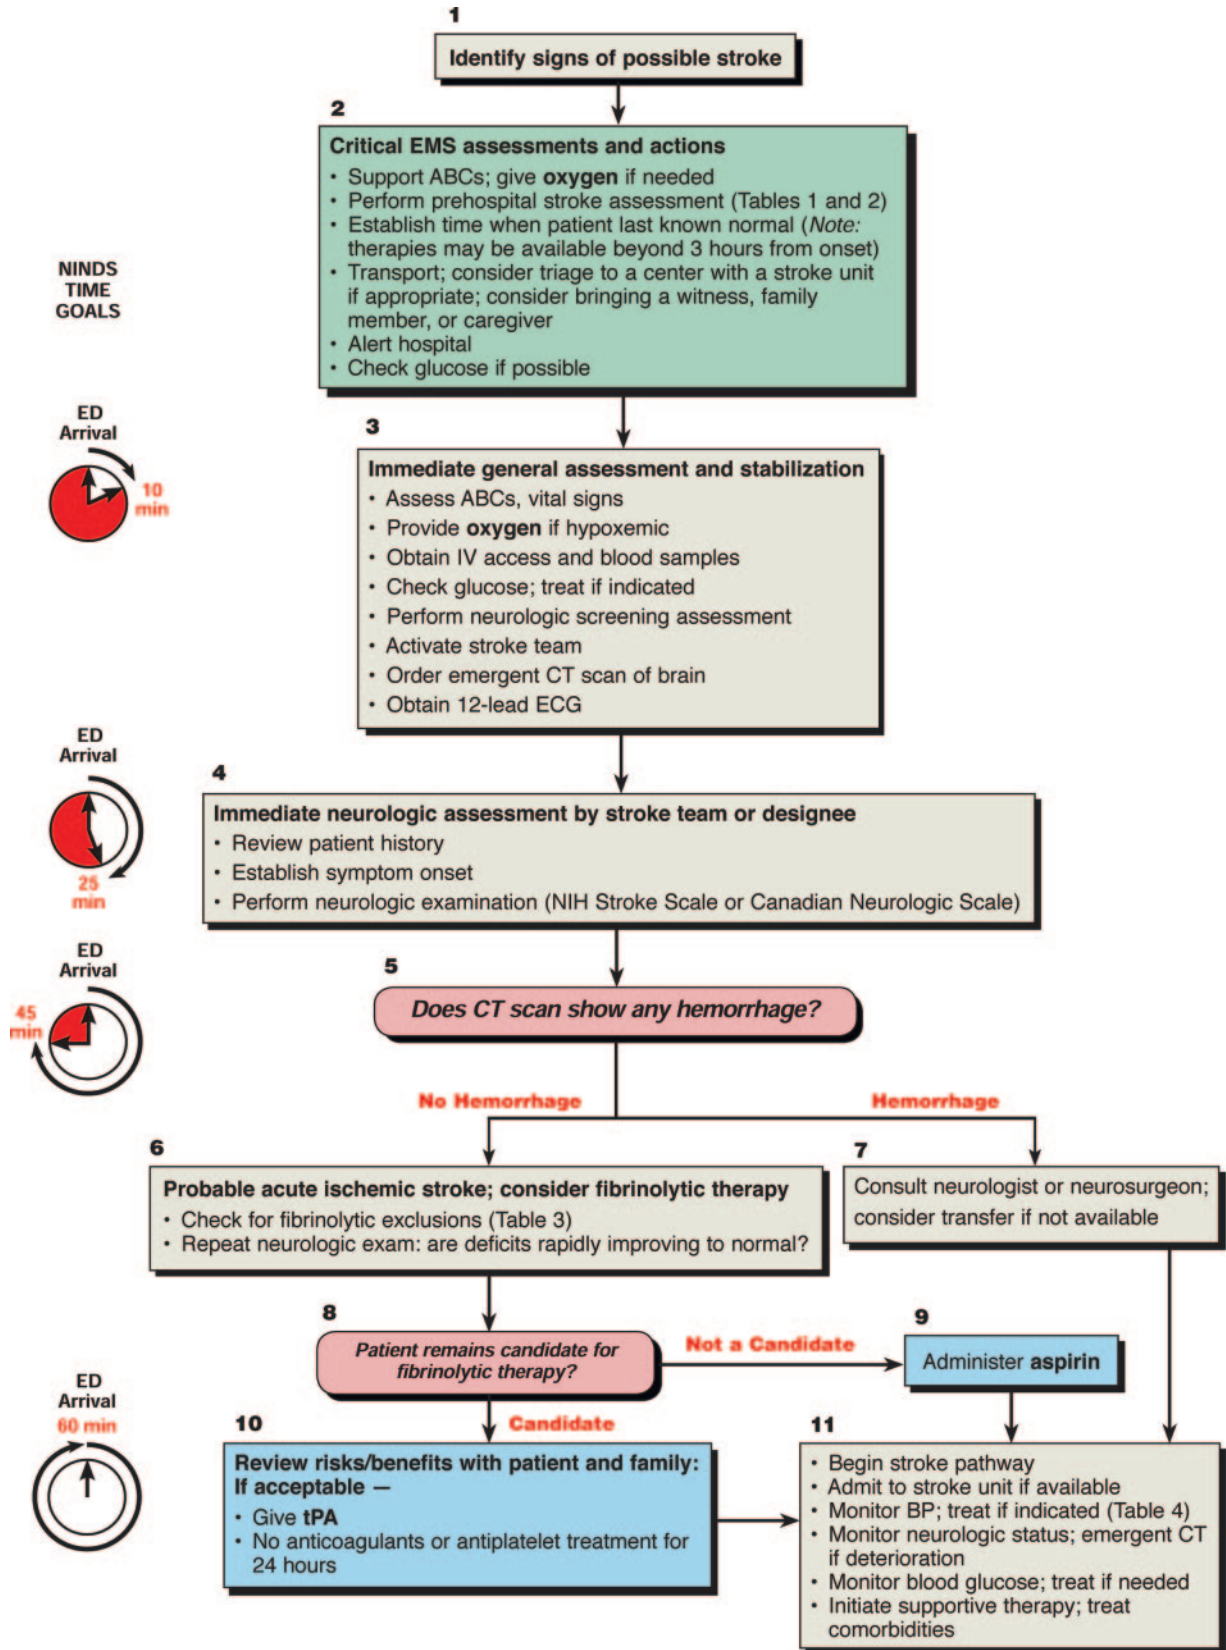 1
Identify signs of possible stroke
2
Critical EMS assessments and actions
• Support ABCs; give oxygen if needed
• Perform prehospital stroke assessment (Tables 1 and 2)
• Establish time when patient last known normal (Note:
therapies may be available beyond 3 hours from onset)
• Transport; consider triage to a center with a stroke unit
if appropriate; consider bringing a witness, family
member, or caregiver
• Alert hospital
• Check glucose if possible
NINDS
TIME
GOALS
ED
Arrival
10
min
3
Immediate general assessment and stabilization
• Assess ABCs, vital signs
• Provide oxygen if hypoxemic
• Obtain IV access and blood samples
• Check glucose; treat if indicated
• Perform neurologic screening assessment
• Activate stroke team
• Order emergent CT scan of brain
• Obtain 12-lead ECG
ED
Arrival
25
min
4
Immediate neurologic assessment by stroke team or designee
• Review patient history
• Establish symptom onset
• Perform neurologic examination (NIH Stroke Scale or Canadian Neurologic Scale)
ED
Arrival
45
min
5
Does CT scan show any hemorrhage?
No Hemorrhage
Hemorrhage
6
Probable acute ischemic stroke; consider fibrinolytic therapy
• Check for fibrinolytic exclusions (Table 3)
• Repeat neurologic exam: are deficits rapidly improving to normal?
7
Consult neurologist or neurosurgeon;
consider transfer if not available
8
Patient remains candidate for
fibrinolytic therapy?
Not a Candidate
9
Administer aspirin
Candidate
ED
Arrival
60 min
10
Review risks/benefits with patient and family:
If acceptable —
• Give tPA
• No anticoagulants or antiplatelet treatment for
24 hours
11
• Begin stroke pathway
• Admit to stroke unit if available
• Monitor BP; treat if indicated (Table 4)
• Monitor neurologic status; emergent CT
if deterioration
• Monitor blood glucose; treat if needed
• Initiate supportive therapy; treat
comorbidities